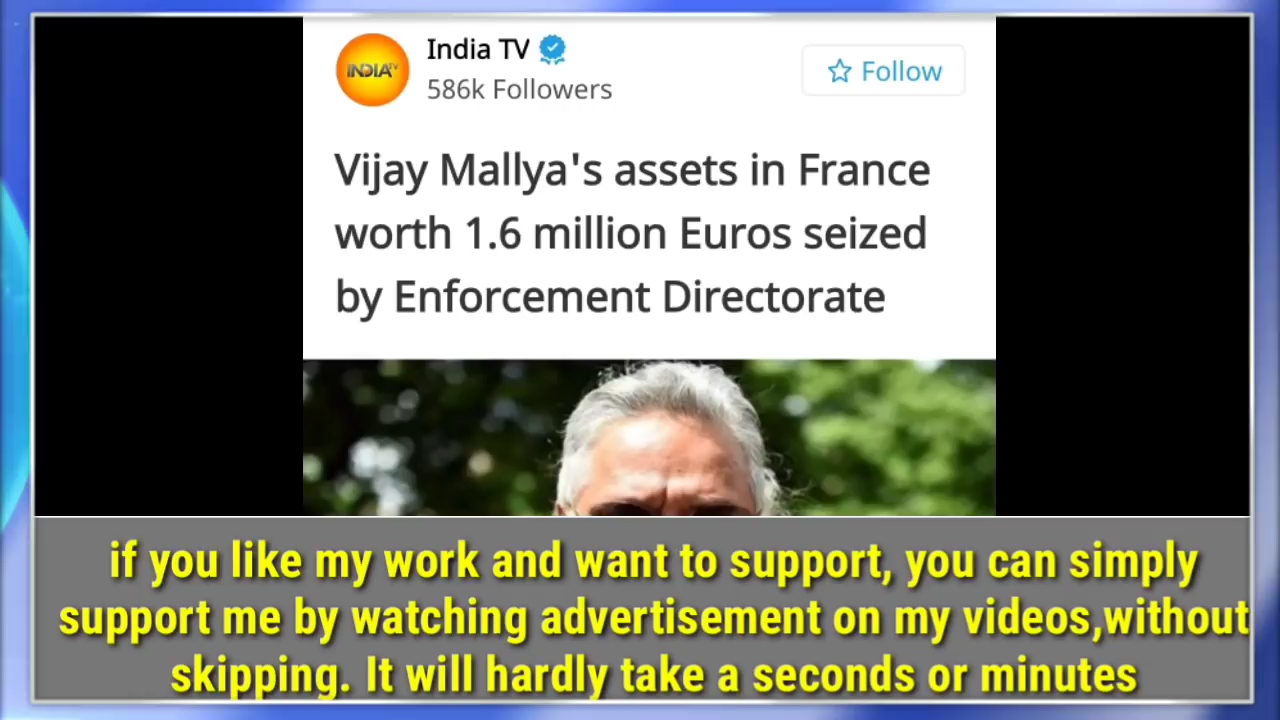 INDIA TV
India TV
586k Followers
Follow
Vijay Mallya's assets in France
worth 1.6 million Euros seized
by Enforcement Directorate
if you like my work and want to support, you can simply
support me by watching advertisement on my videos,without
skipping. It will hardly take a seconds or minutes